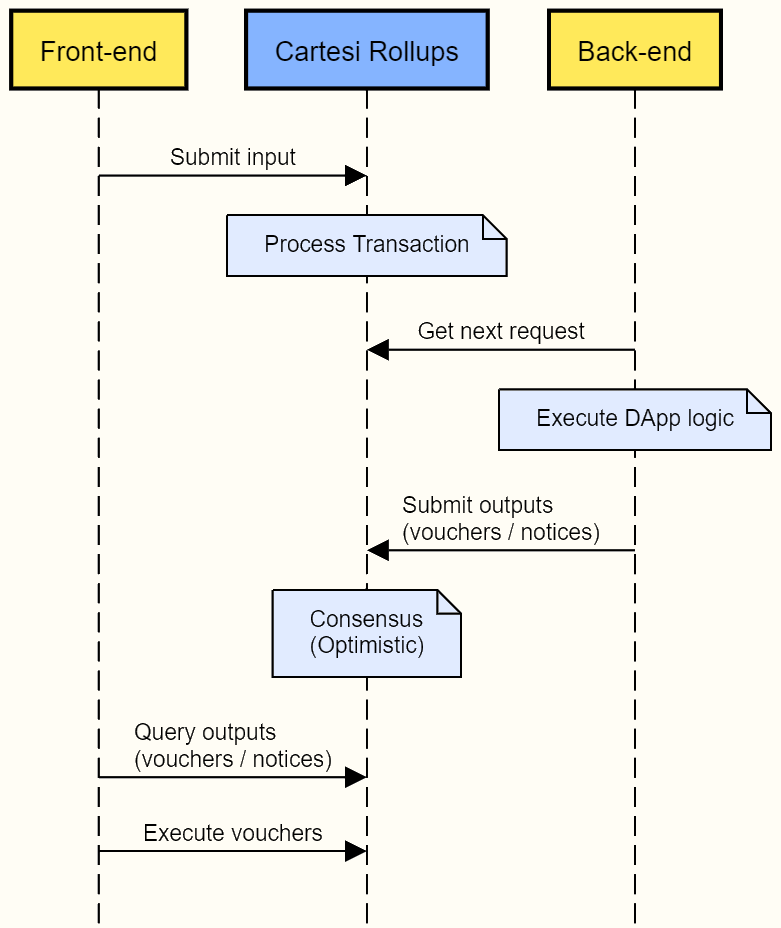 Front-end
Cartesi Rollups
Back-end
Submit input
Process Transaction
Get next request
Execute DApp logic
Submit outputs
(vouchers / notices)
Consensus
(Optimistic)
Query outputs
(vouchers / notices)
Execute vouchers